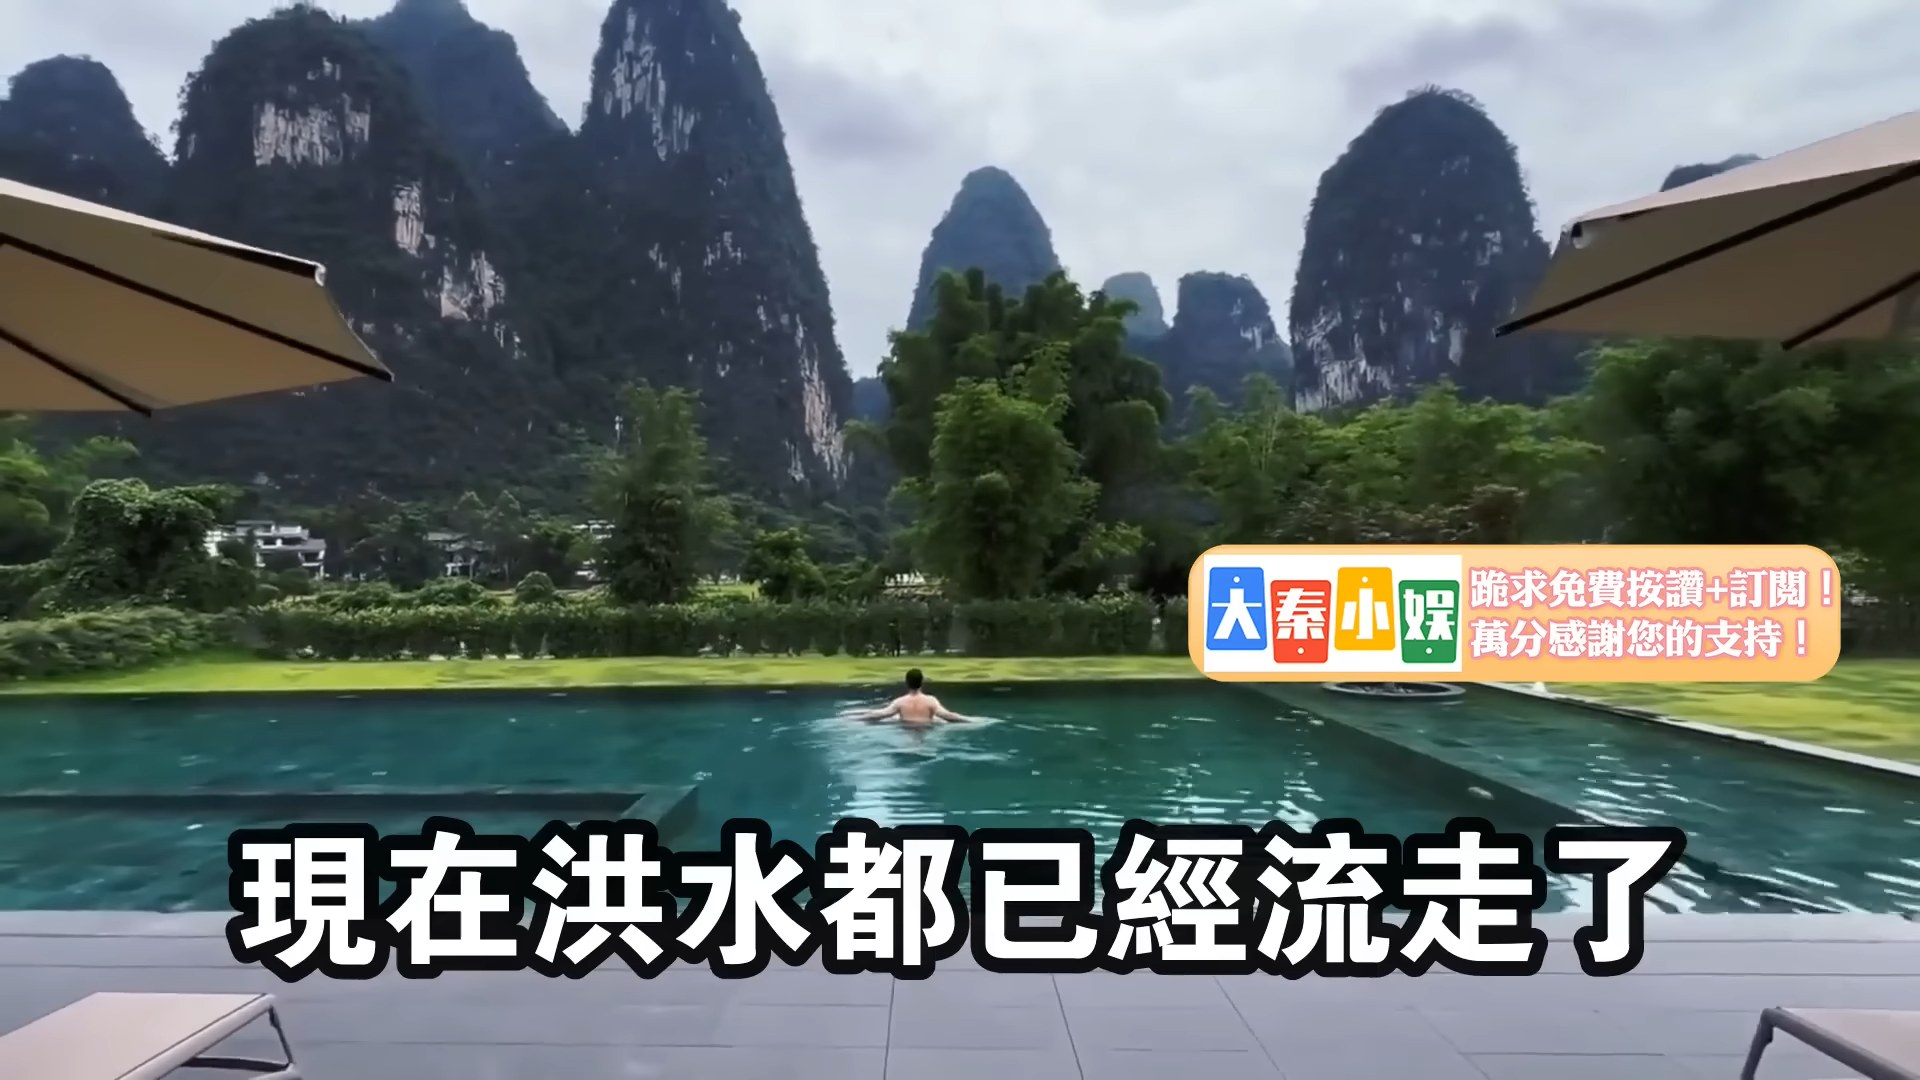 大秦小娱
跪求免費按讚+訂閱！
萬分感謝您的支持！
現在洪水都已經流走了